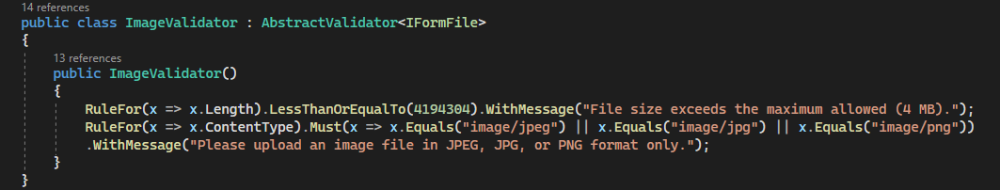 14 references
public class ImageValidator : AbstractValidator<IFormFile>
{
13 references
public ImageValidator()
{
RuleFor(x => x.Length).LessThanOrEqualTo(4194304).WithMessage("File size exceeds the maximum allowed (4 MB).");
RuleFor(x => x.ContentType).Must(x => x.Equals("image/jpeg") || x.Equals("image/jpg") || x.Equals("image/png"))
.WithMessage("Please upload an image file in JPEG, JPG, or PNG format only.");
}
}